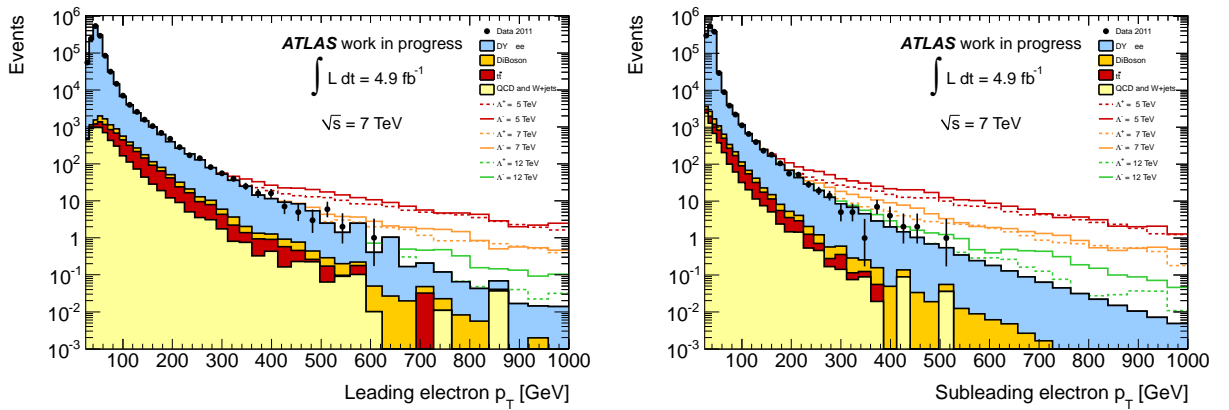 Events
10^6
10^5
10^4
10^3
10^2
10
1
10^-1
10^-2
10^-3
ATLAS work in progress
∫ L dt = 4.9 fb^-1
√s = 7 TeV
Data 2011
DY ee
DiBoson
tt̄
QCD and W+jets
Λ+ = 5 TeV
Λ- = 5 TeV
Λ+ = 7 TeV
Λ- = 7 TeV
Λ+ = 12 TeV
Λ- = 12 TeV
100 200 300 400 500 600 700 800 900 1000
Leading electron p_T [GeV]
Events
10^6
10^5
10^4
10^3
10^2
10
1
10^-1
10^-2
10^-3
ATLAS work in progress
∫ L dt = 4.9 fb^-1
√s = 7 TeV
Data 2011
DY ee
DiBoson
tt̄
QCD and W+jets
Λ+ = 5 TeV
Λ- = 5 TeV
Λ+ = 7 TeV
Λ- = 7 TeV
Λ+ = 12 TeV
Λ- = 12 TeV
100 200 300 400 500 600 700 800 900 1000
Subleading electron p_T [GeV]